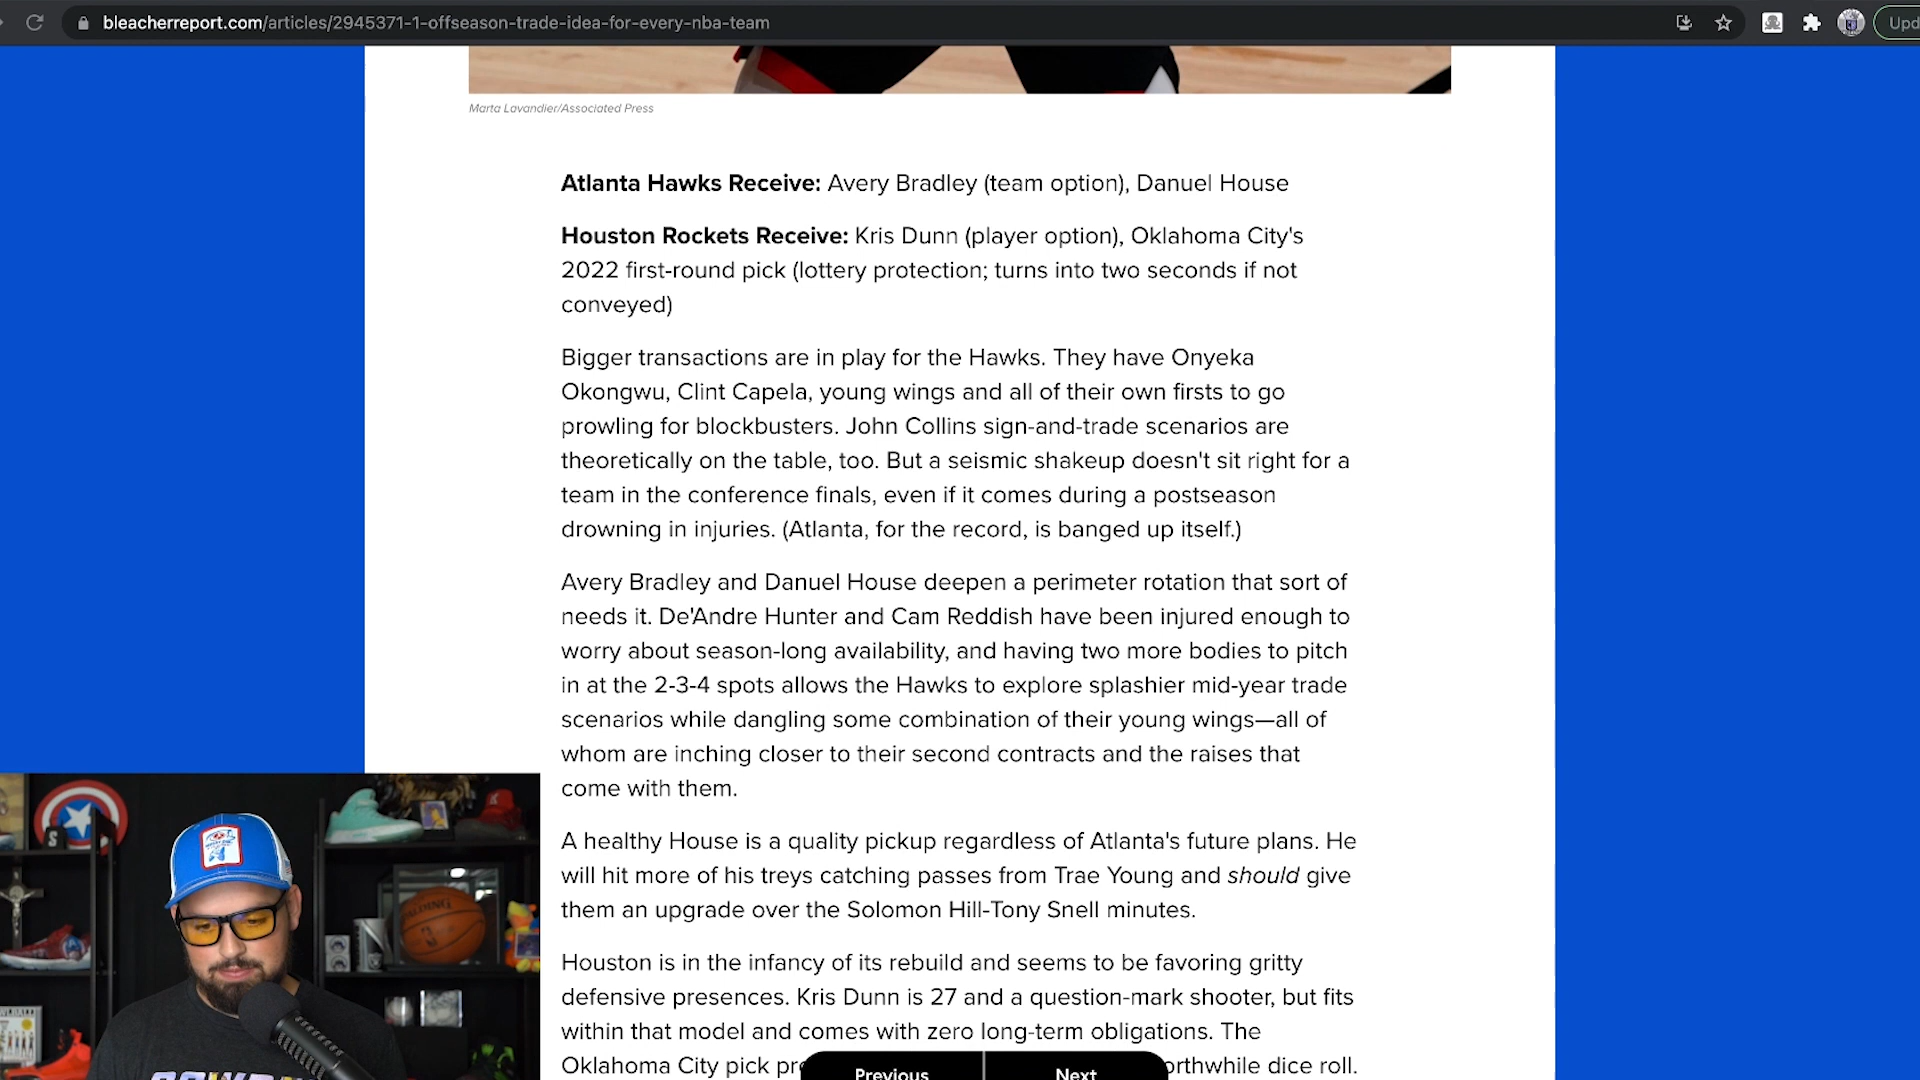 bleacherreport.com/articles/2945371-1-offseason-trade-idea-for-every-nba-team
Upd
Marta Lavandier/Associated Press
Atlanta Hawks Receive: Avery Bradley (team option), Danuel House
Houston Rockets Receive: Kris Dunn (player option), Oklahoma City's
2022 first-round pick (lottery protection; turns into two seconds if not
conveyed)
Bigger transactions are in play for the Hawks. They have Onyeka
Okongwu, Clint Capela, young wings and all of their own firsts to go
prowling for blockbusters. John Collins sign-and-trade scenarios are
theoretically on the table, too. But a seismic shakeup doesn't sit right for a
team in the conference finals, even if it comes during a postseason
drowning in injuries. (Atlanta, for the record, is banged up itself.)
Avery Bradley and Danuel House deepen a perimeter rotation that sort of
needs it. De'Andre Hunter and Cam Reddish have been injured enough to
worry about season-long availability, and having two more bodies to pitch
in at the 2-3-4 spots allows the Hawks to explore splashier mid-year trade
scenarios while dangling some combination of their young wings—all of
whom are inching closer to their second contracts and the raises that
come with them.
A healthy House is a quality pickup regardless of Atlanta's future plans. He
will hit more of his treys catching passes from Trae Young and should give
them an upgrade over the Solomon Hill-Tony Snell minutes.
Houston is in the infancy of its rebuild and seems to be favoring gritty
defensive presences. Kris Dunn is 27 and a question-mark shooter, but fits
within that model and comes with zero long-term obligations. The
Oklahoma City pick pr
orthwhile dice roll.
Previous
Next
SPALDING